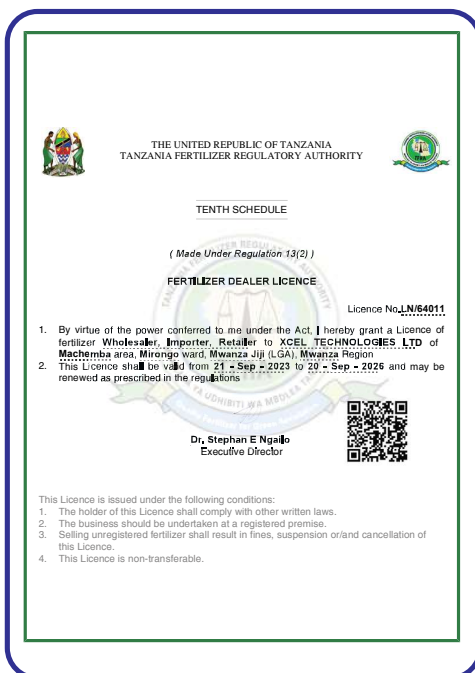 THE UNITED REPUBLIC OF TANZANIA
TANZANIA FERTILIZER REGULATORY AUTHORITY
TENTH SCHEDULE
( Made Under Regulation 13(2) )
FERTILIZER DEALER LICENCE
Licence No.LN/64011
1. By virtue of the power conferred to me under the Act, I hereby grant a Licence of
fertilizer Wholesaler, Importer, Retailer to XCEL TECHNOLOGIES LTD of
Machemba area, Mirongo ward, Mwanza Jiji (LGA), Mwanza Region
2. This Licence shall be valid from 21 - Sep - 2023 to 20 - Sep - 2026 and may be
renewed as prescribed in the regulations
Dr. Stephan E Ngailo
Executive Director
This Licence is issued under the following conditions:
1. The holder of this Licence shall comply with other written laws.
2. The business should be undertaken at a registered premise.
3. Selling unregistered fertilizer shall result in fines, suspension or/and cancellation of
this Licence.
4. This Licence is non-transferable.